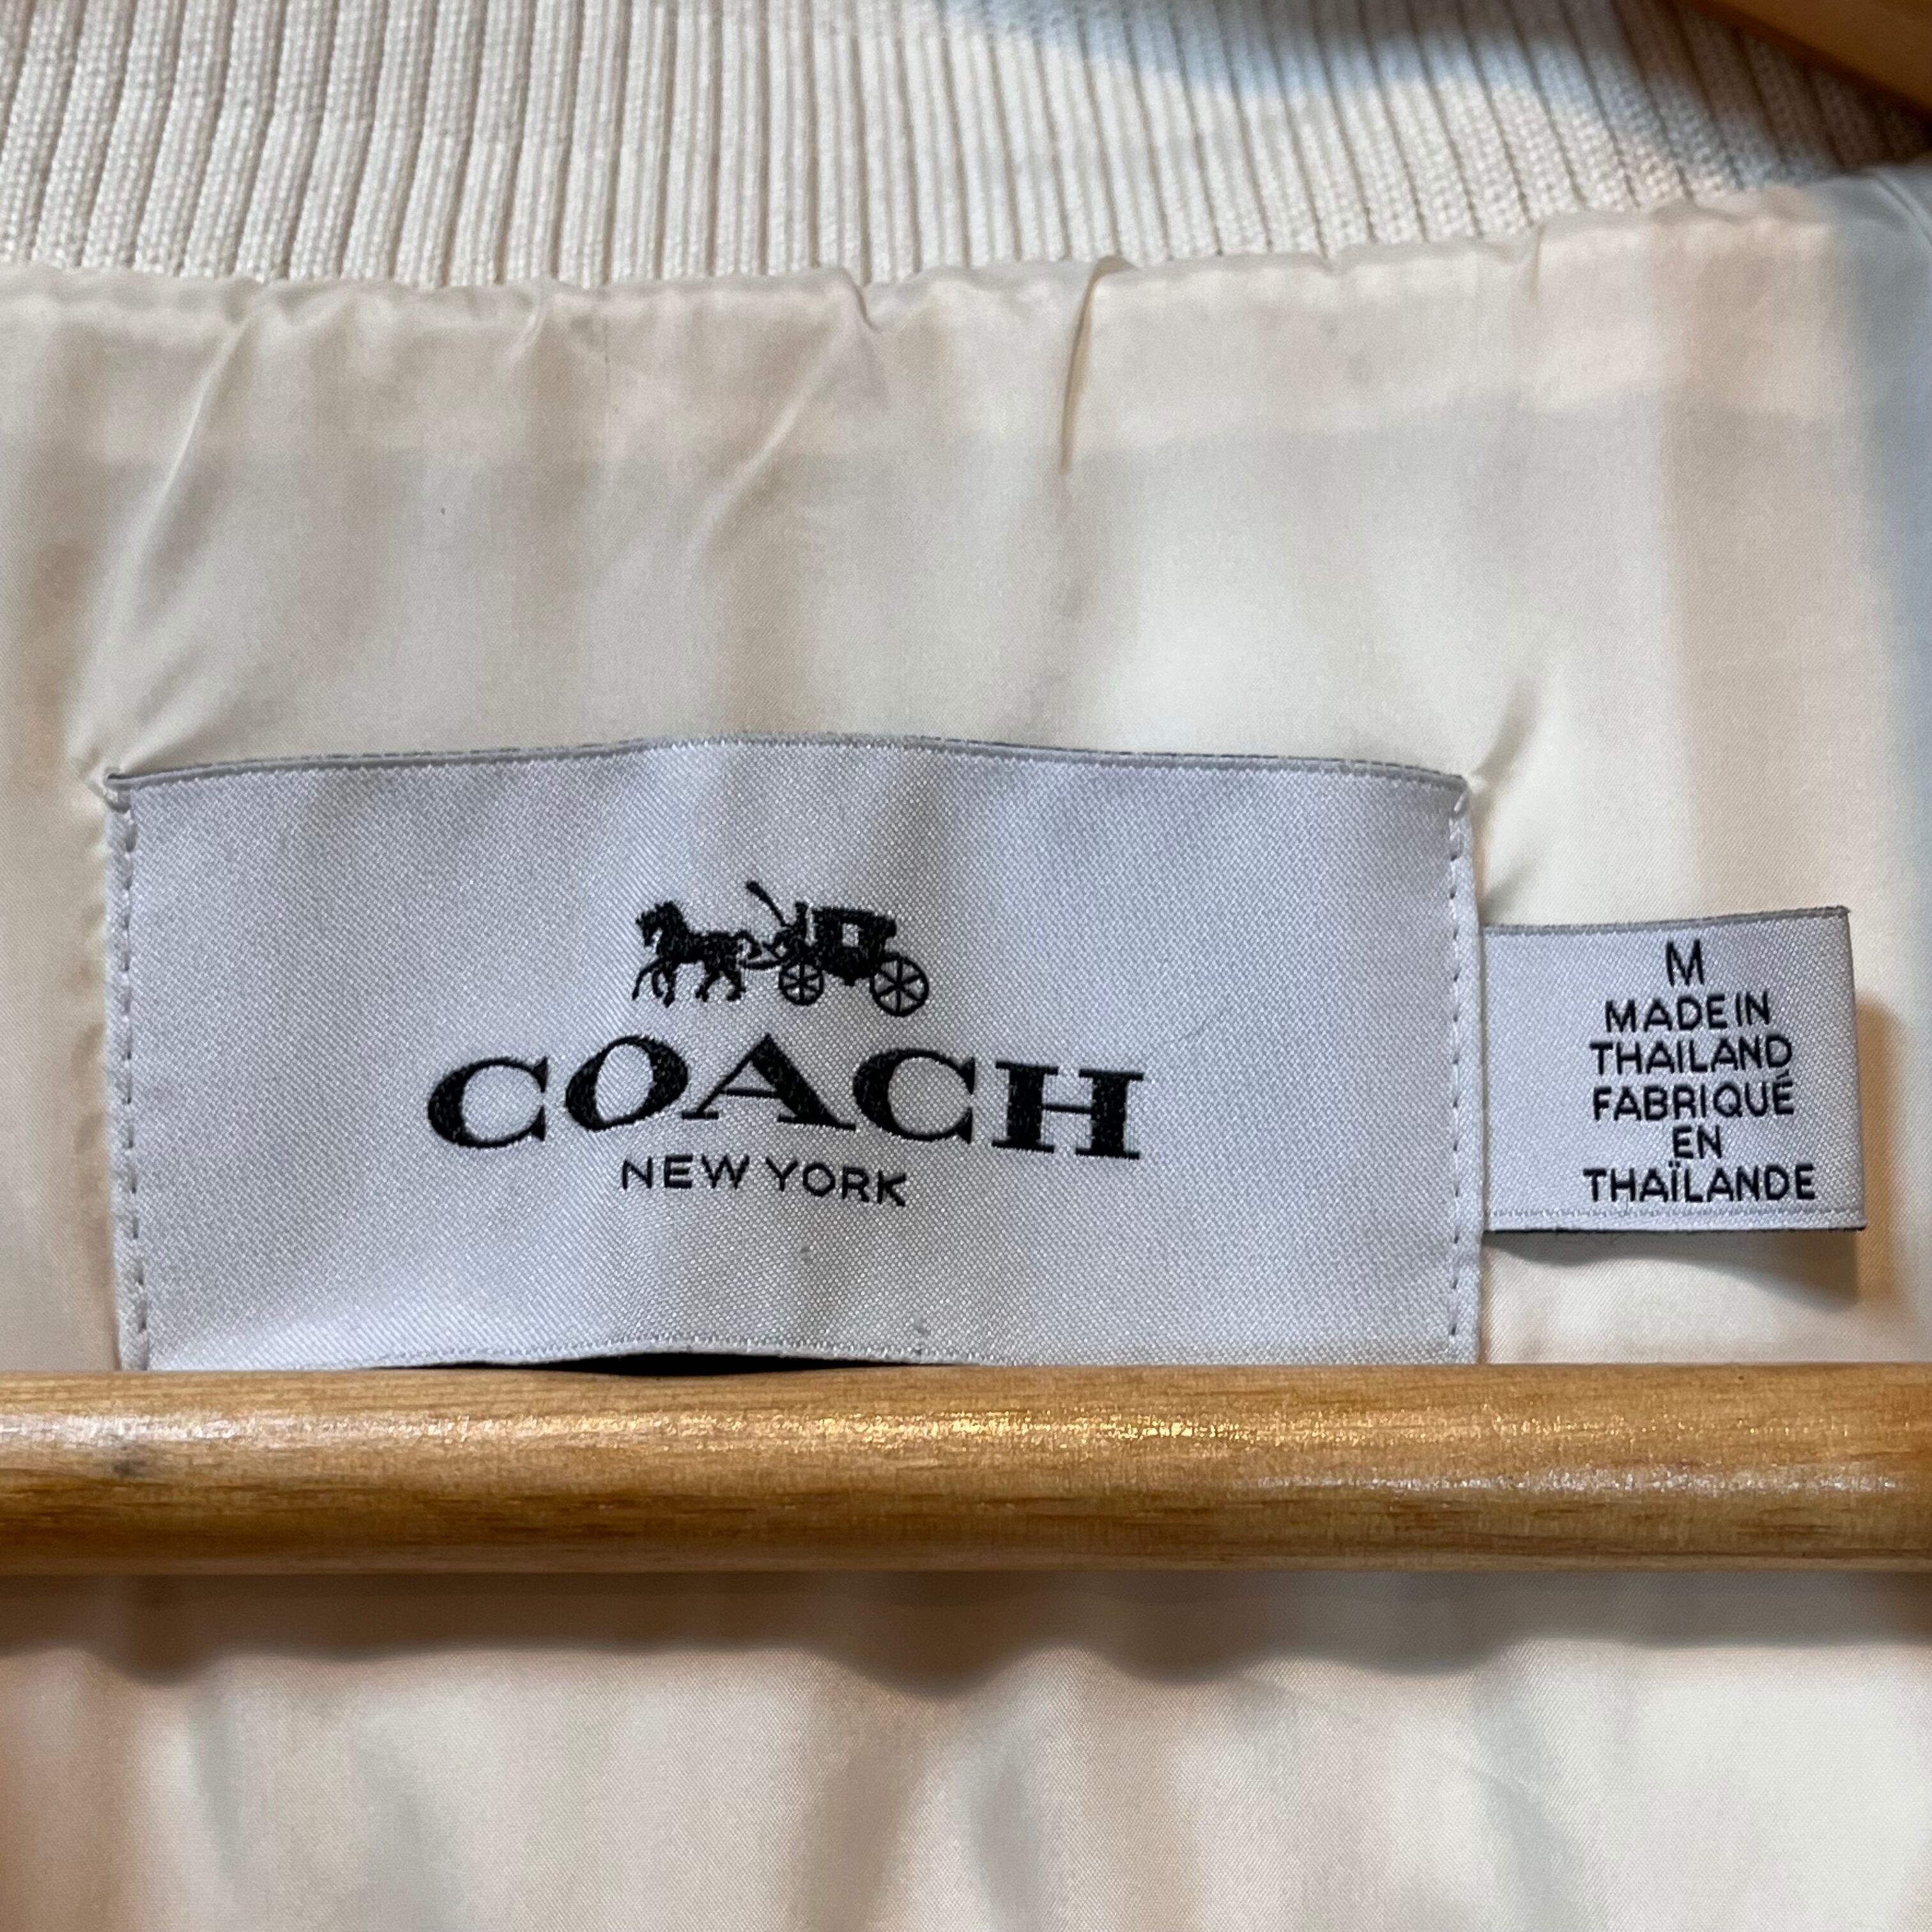 COACH
NEW YORK
M
MADE IN
THAILAND
FABRIQUÉ
EN
THAÏLANDE